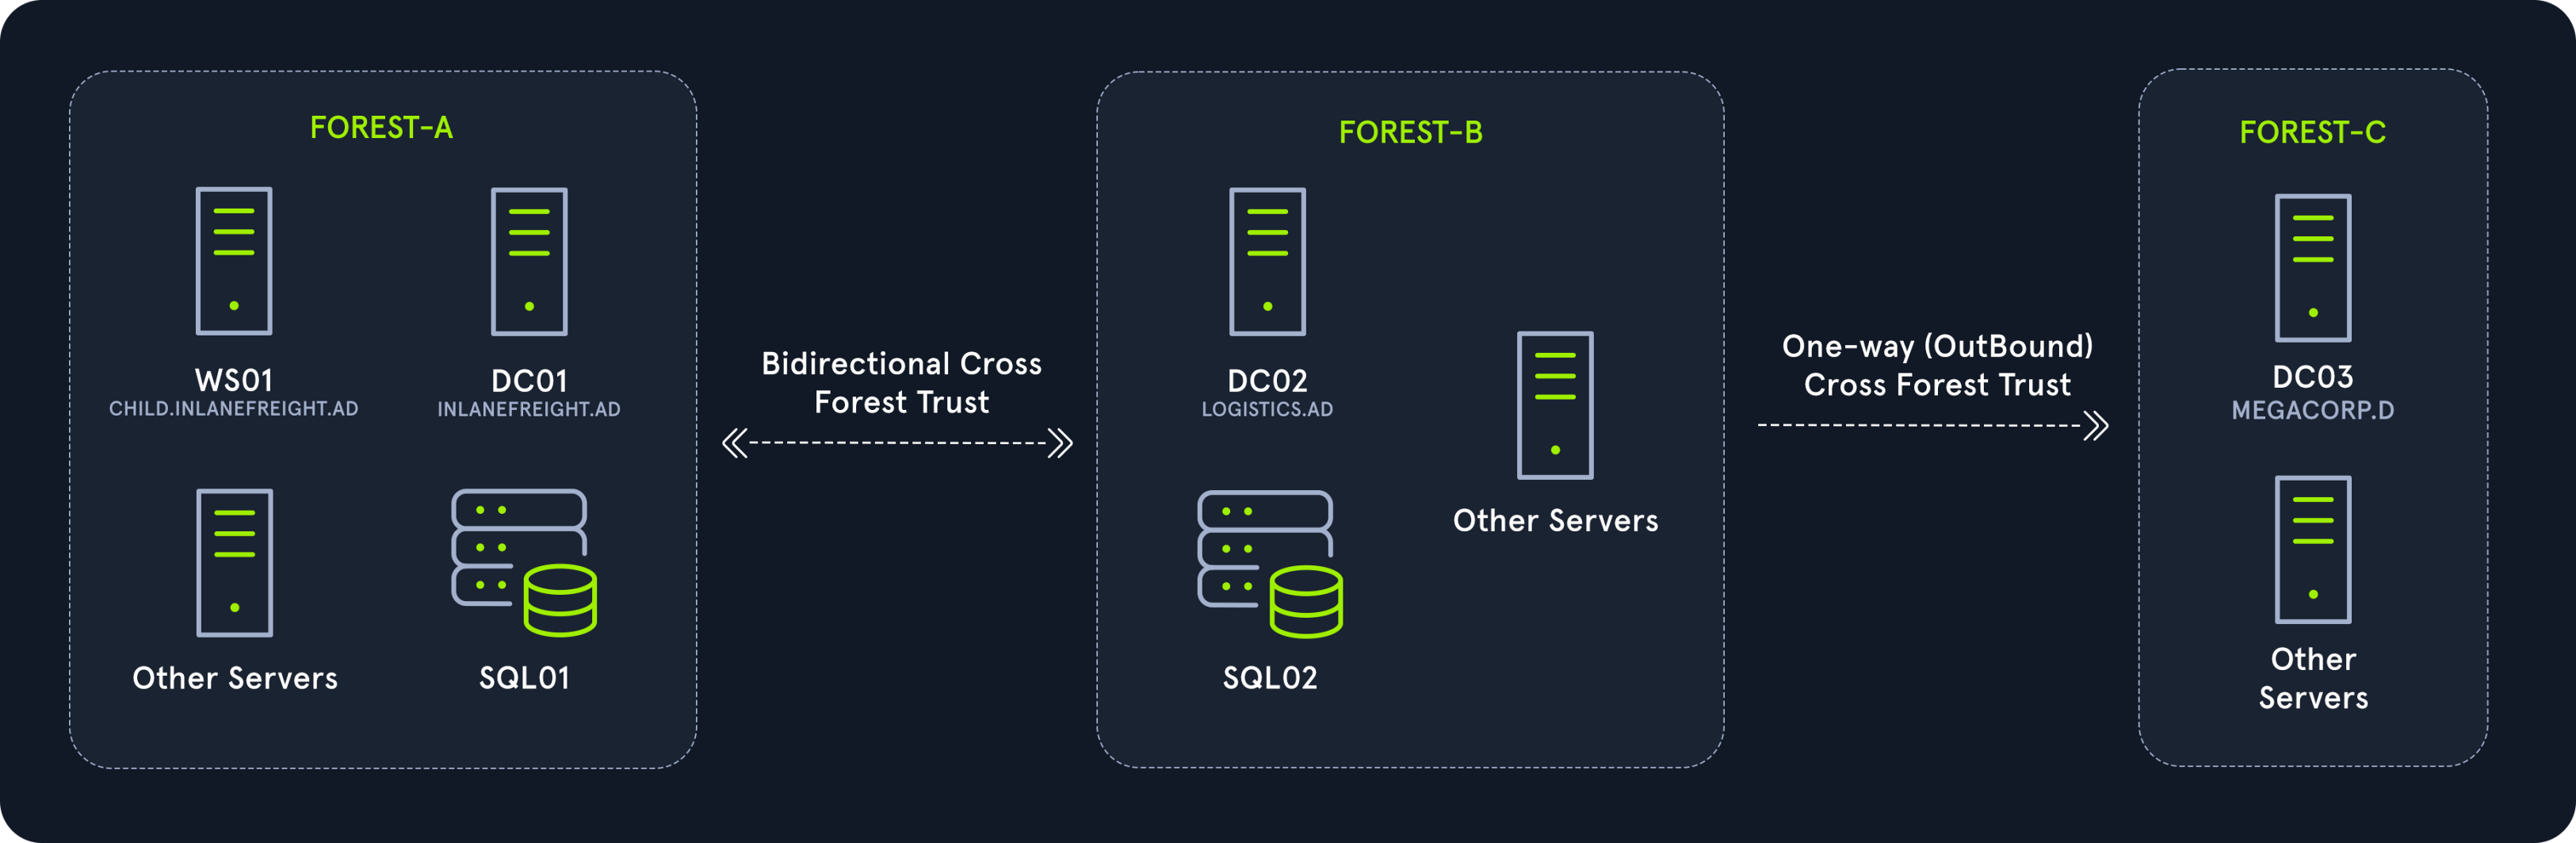 FOREST-A
WS01
CHILD.INLANEFREIGHT.AD
DC01
INLANEFREIGHT.AD
Other Servers
SQL01
Bidirectional Cross
Forest Trust
FOREST-B
DC02
LOGISTICS.AD
Other Servers
SQL02
One-way (OutBound)
Cross Forest Trust
FOREST-C
DC03
MEGACORP.D
Other
Servers